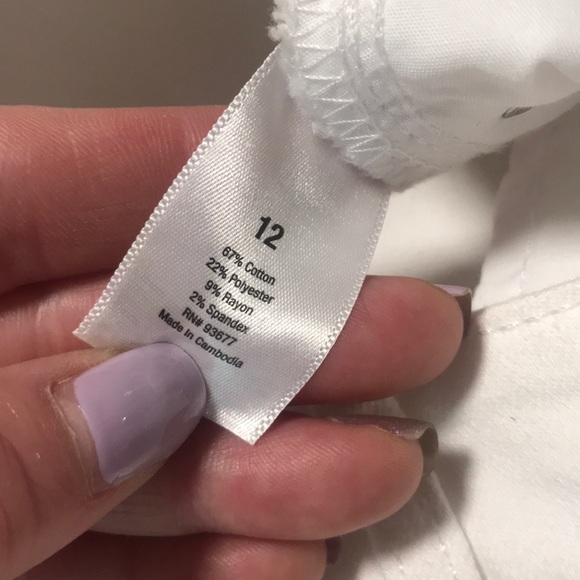 12
67% Cotton
22% Polyester
9% Rayon
2% Spandex
RN# 93677
Made in Cambodia